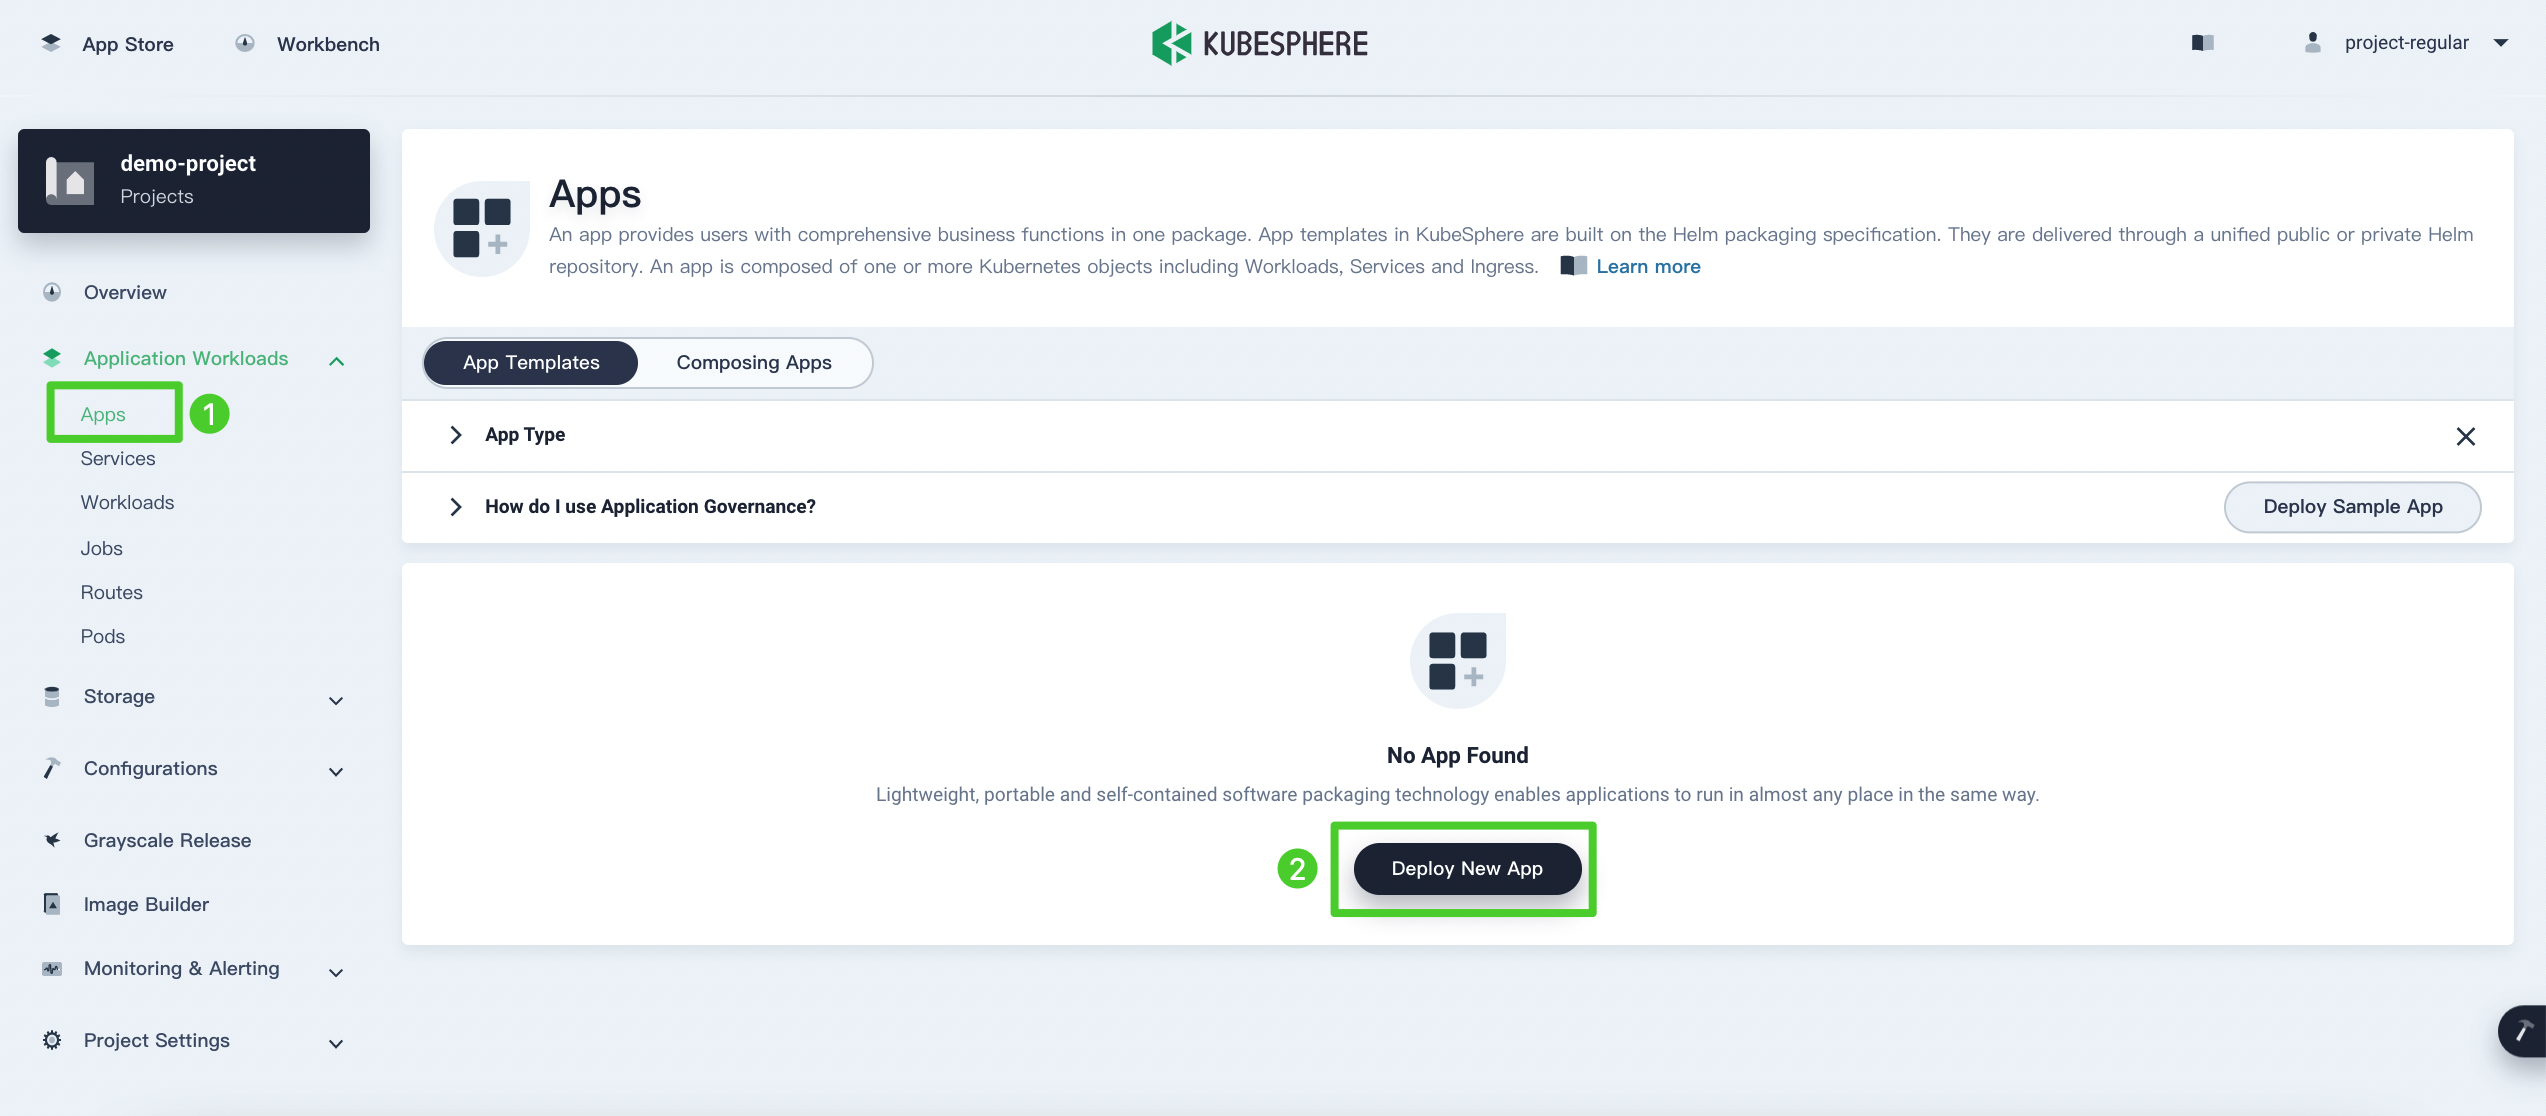 App Store
Workbench
KUBESPHERE
project-regular
demo-project
Projects
Overview
Application Workloads
Apps
1
Services
Workloads
Jobs
Routes
Pods
Storage
Configurations
Grayscale Release
Image Builder
Monitoring & Alerting
Project Settings
Apps
An app provides users with comprehensive business functions in one package. App templates in KubeSphere are built on the Helm packaging specification. They are delivered through a unified public or private Helm
repository. An app is composed of one or more Kubernetes objects including Workloads, Services and Ingress. Learn more
App Templates
Composing Apps
App Type
How do I use Application Governance?
Deploy Sample App
No App Found
Lightweight, portable and self-contained software packaging technology enables applications to run in almost any place in the same way.
2
Deploy New App